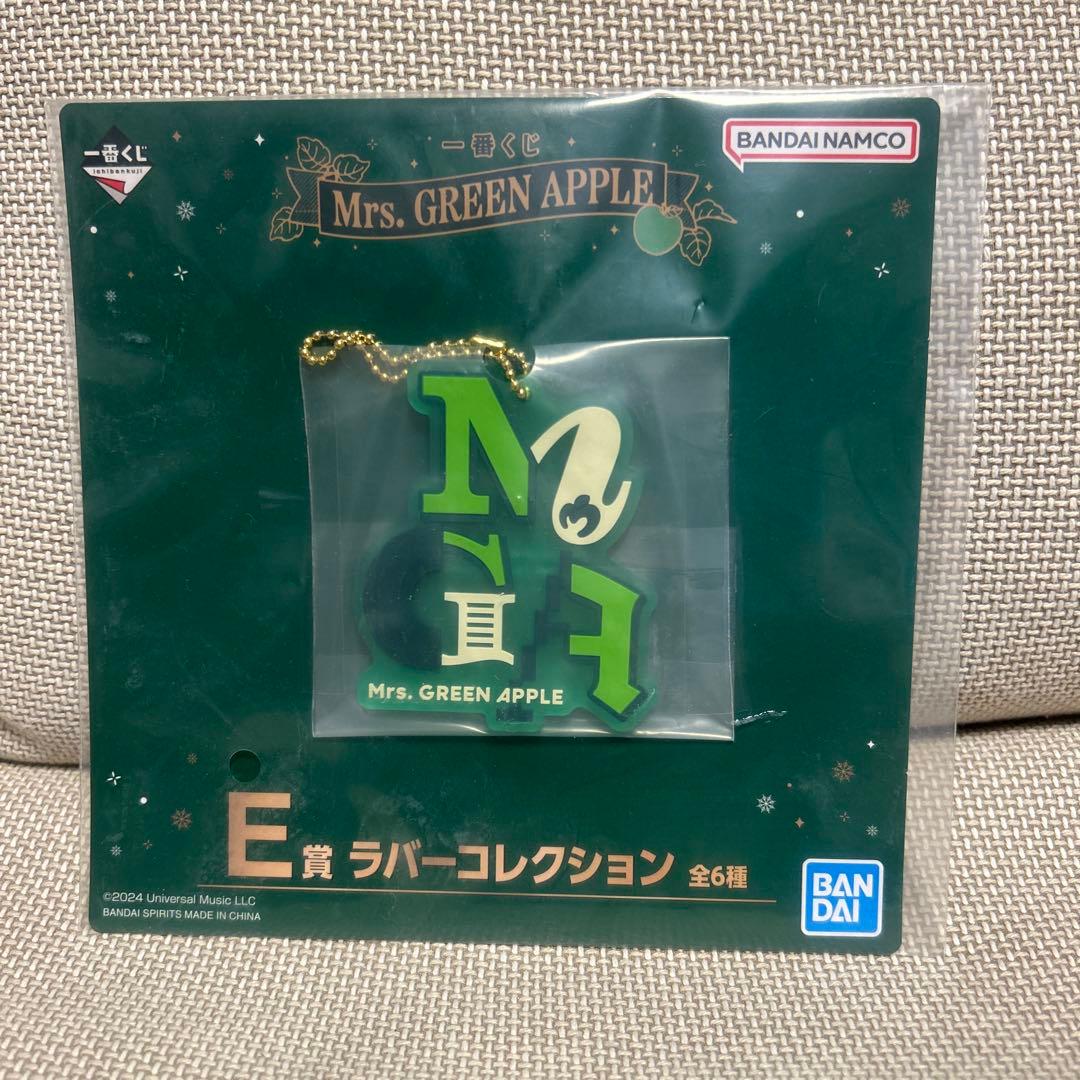 一番くじ
ichibankuji
一番くじ
Mrs. GREEN APPLE
BANDAI NAMCO
Mrs. GREEN APPLE
E賞 ラバーコレクション 全6種
©2024 Universal Music LLC
BANDAI SPIRITS MADE IN CHINA
BAN
DAI